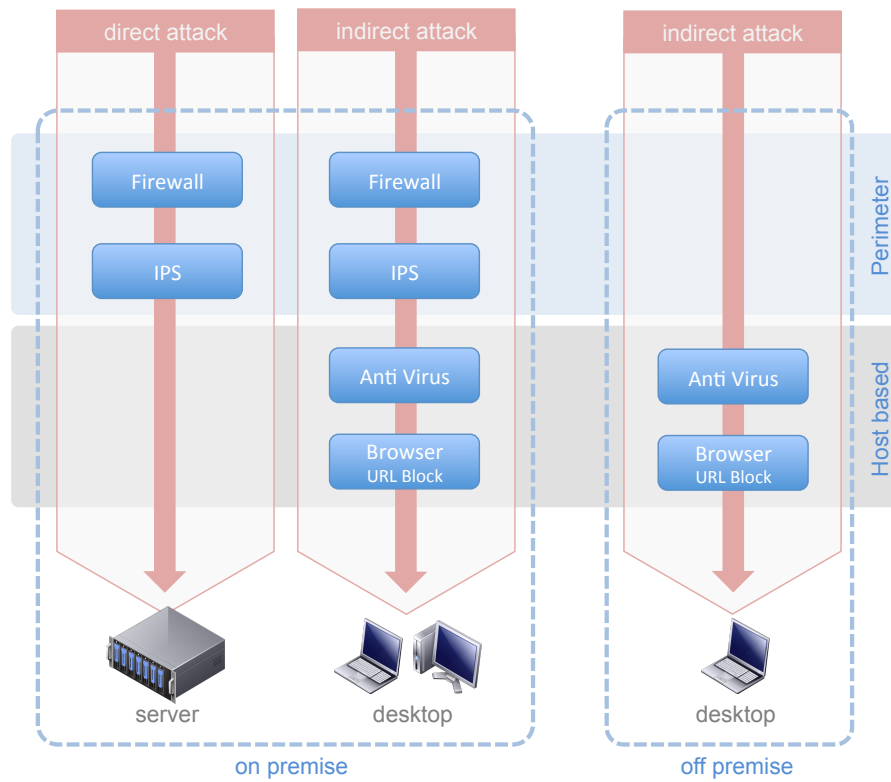 direct attack
indirect attack
indirect attack
Firewall
Firewall
Perimeter
IPS
IPS
Anti Virus
Anti Virus
Host based
Browser
URL Block
Browser
URL Block
server
desktop
desktop
on premise
off premise